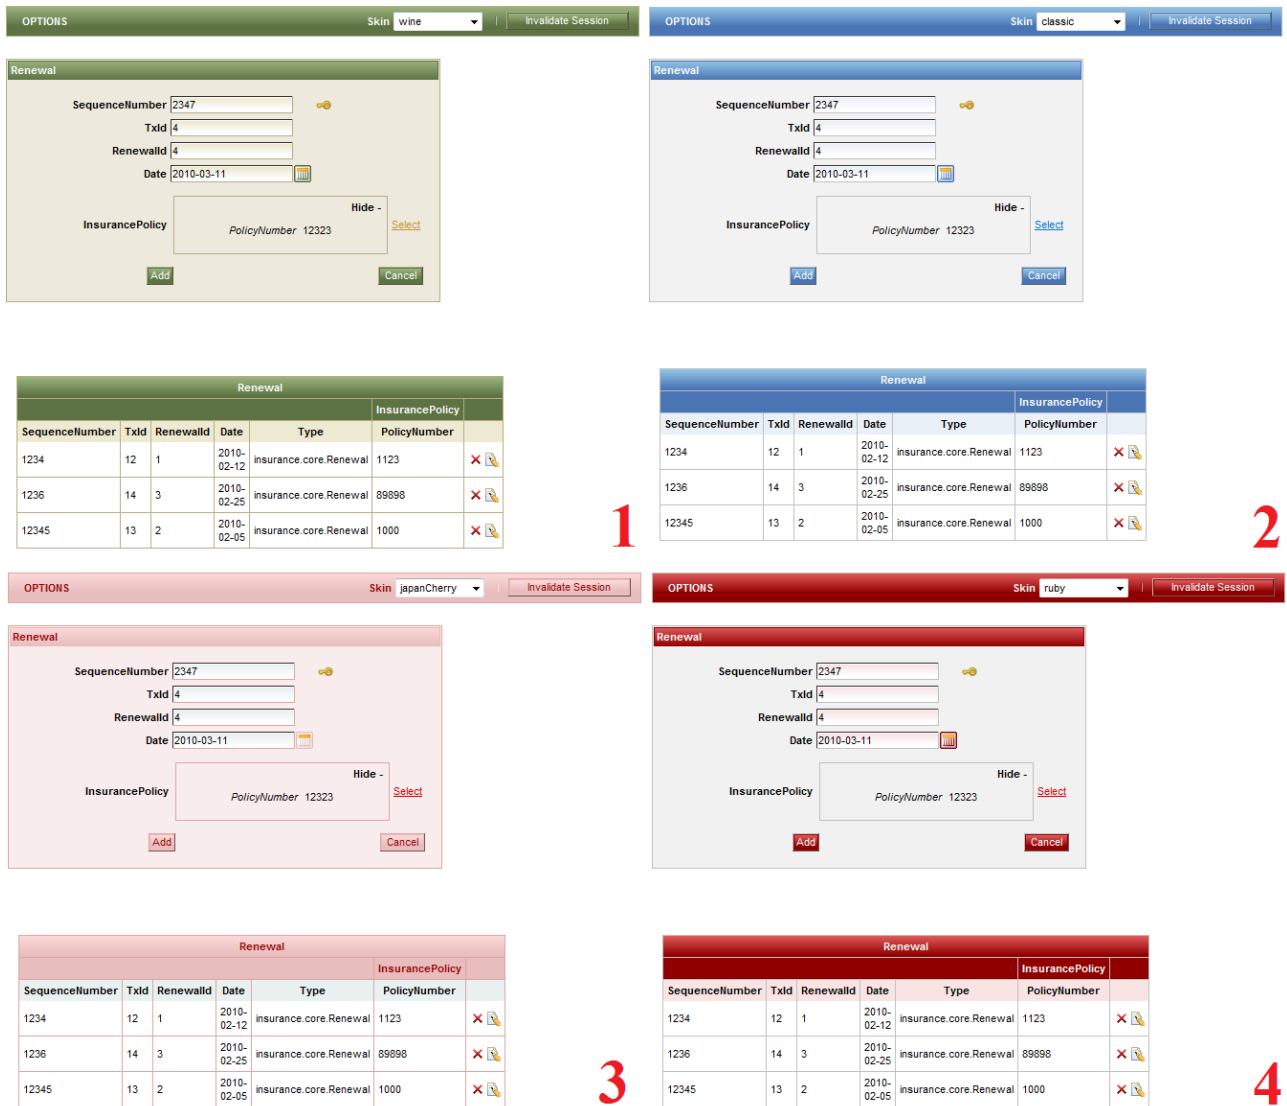 OPTIONS Skin wine Invalidate Session
Renewal
SequenceNumber 2347
TxId 4
RenewalId 4
Date 2010-03-11
Hide -
InsurancePolicy PolicyNumber 12323 Select
Add Cancel
Renewal
InsurancePolicy
SequenceNumber TxId RenewalId Date Type PolicyNumber
1234 12 1 2010-02-12 insurance.core.Renewal 1123
1236 14 3 2010-02-25 insurance.core.Renewal 89898
12345 13 2 2010-02-05 insurance.core.Renewal 1000
1
OPTIONS Skin classic Invalidate Session
Renewal
SequenceNumber 2347
TxId 4
RenewalId 4
Date 2010-03-11
Hide -
InsurancePolicy PolicyNumber 12323 Select
Add Cancel
Renewal
InsurancePolicy
SequenceNumber TxId RenewalId Date Type PolicyNumber
1234 12 1 2010-02-12 insurance.core.Renewal 1123
1236 14 3 2010-02-25 insurance.core.Renewal 89898
12345 13 2 2010-02-05 insurance.core.Renewal 1000
2
OPTIONS Skin japanCherry Invalidate Session
Renewal
SequenceNumber 2347
TxId 4
RenewalId 4
Date 2010-03-11
Hide -
InsurancePolicy PolicyNumber 12323 Select
Add Cancel
Renewal
InsurancePolicy
SequenceNumber TxId RenewalId Date Type PolicyNumber
1234 12 1 2010-02-12 insurance.core.Renewal 1123
1236 14 3 2010-02-25 insurance.core.Renewal 89898
12345 13 2 2010-02-05 insurance.core.Renewal 1000
3
OPTIONS Skin ruby Invalidate Session
Renewal
SequenceNumber 2347
TxId 4
RenewalId 4
Date 2010-03-11
Hide -
InsurancePolicy PolicyNumber 12323 Select
Add Cancel
Renewal
InsurancePolicy
SequenceNumber TxId RenewalId Date Type PolicyNumber
1234 12 1 2010-02-12 insurance.core.Renewal 1123
1236 14 3 2010-02-25 insurance.core.Renewal 89898
12345 13 2 2010-02-05 insurance.core.Renewal 1000
4